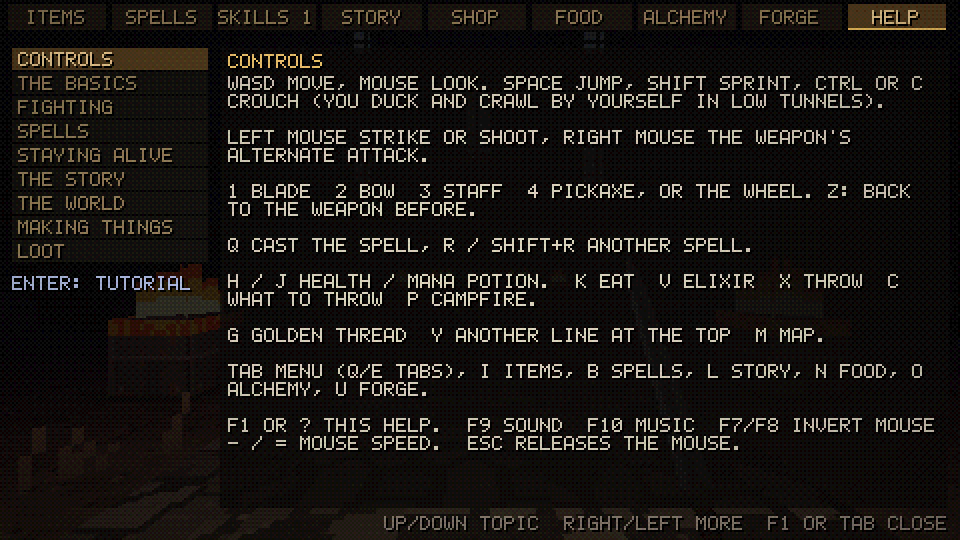 ITEMS SPELLS SKILLS 1 STORY SHOP FOOD ALCHEMY FORGE HELP
CONTROLS
THE BASICS
FIGHTING
SPELLS
STAYING ALIVE
THE STORY
THE WORLD
MAKING THINGS
LOOT
ENTER: TUTORIAL
CONTROLS
WASD MOVE, MOUSE LOOK. SPACE JUMP, SHIFT SPRINT, CTRL OR C
CROUCH (YOU DUCK AND CRAWL BY YOURSELF IN LOW TUNNELS).
LEFT MOUSE STRIKE OR SHOOT, RIGHT MOUSE THE WEAPON'S
ALTERNATE ATTACK.
1 BLADE 2 BOW 3 STAFF 4 PICKAXE, OR THE WHEEL. Z: BACK
TO THE WEAPON BEFORE.
Q CAST THE SPELL, R / SHIFT+R ANOTHER SPELL.
H / J HEALTH / MANA POTION. K EAT V ELIXIR X THROW C
WHAT TO THROW P CAMPFIRE.
G GOLDEN THREAD Y ANOTHER LINE AT THE TOP M MAP.
TAB MENU (Q/E TABS), I ITEMS, B SPELLS, L STORY, N FOOD, O
ALCHEMY, U FORGE.
F1 OR ? THIS HELP. F9 SOUND F10 MUSIC F7/F8 INVERT MOUSE
- / = MOUSE SPEED. ESC RELEASES THE MOUSE.
UP/DOWN TOPIC RIGHT/LEFT MORE F1 OR TAB CLOSE